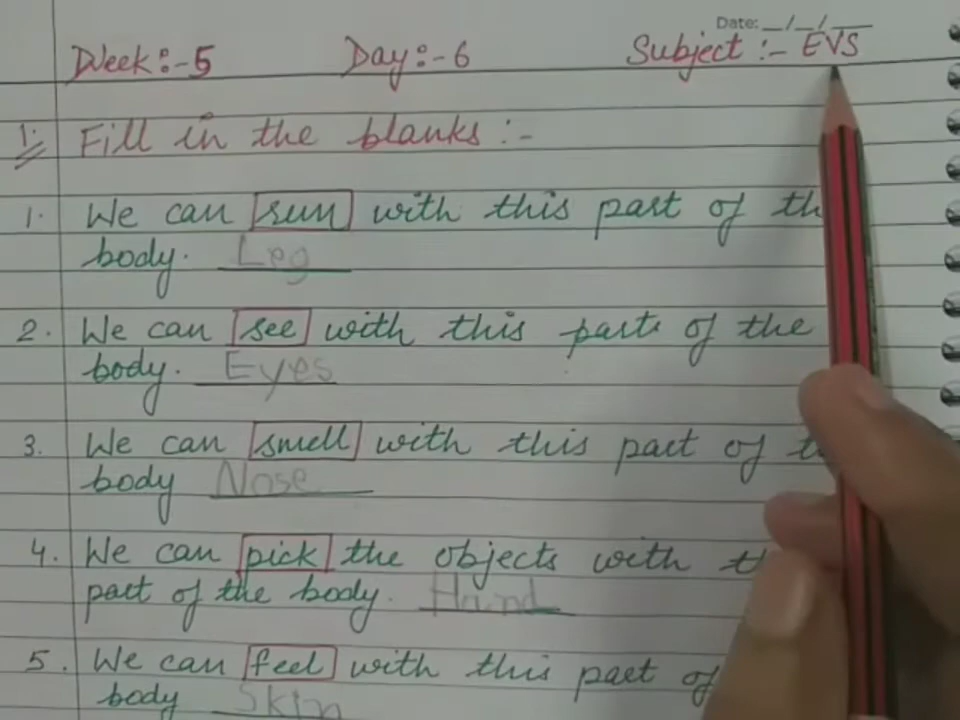 Date: __/__/____
Week:-5 Day:-6 Subject:- EVS
1. Fill in the blanks:-
1. We can run with this part of
body. Leg
2. We can see with this part of the
body. Eyes
3. We can smell with this part of
body Nose
4. We can pick the objects with
part of the body. Hand
5. We can feel with this part of
body Skin